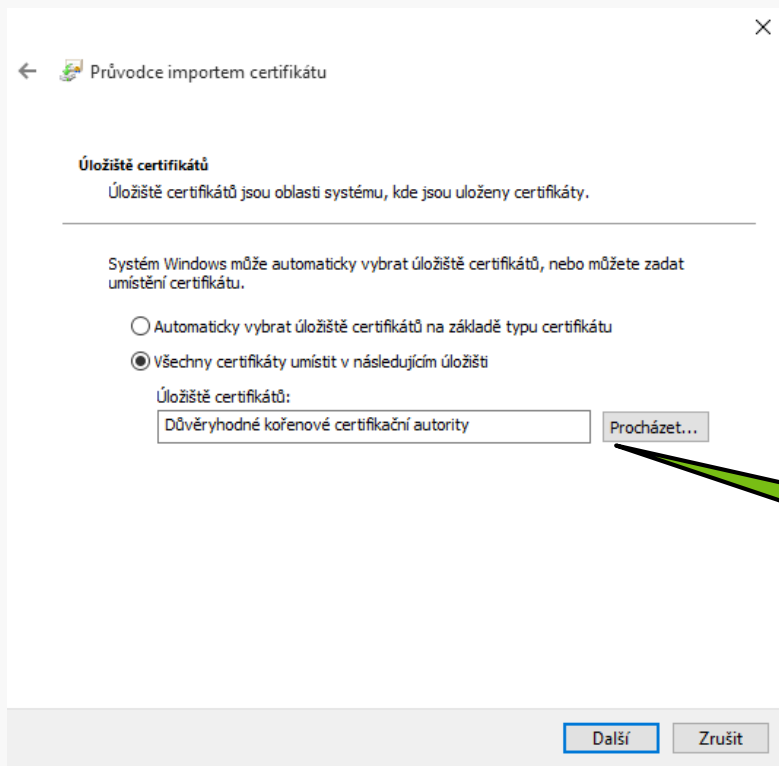 Průvodce importem certifikátu
Úložiště certifikátů
Úložiště certifikátů jsou oblasti systému, kde jsou uloženy certifikáty.
Systém Windows může automaticky vybrat úložiště certifikátů, nebo můžete zadat
umístění certifikátu.
Automaticky vybrat úložiště certifikátů na základě typu certifikátu
Všechny certifikáty umístit v následujícím úložišti
Úložiště certifikátů:
Důvěryhodné kořenové certifikační autority
Procházet...
Další
Zrušit